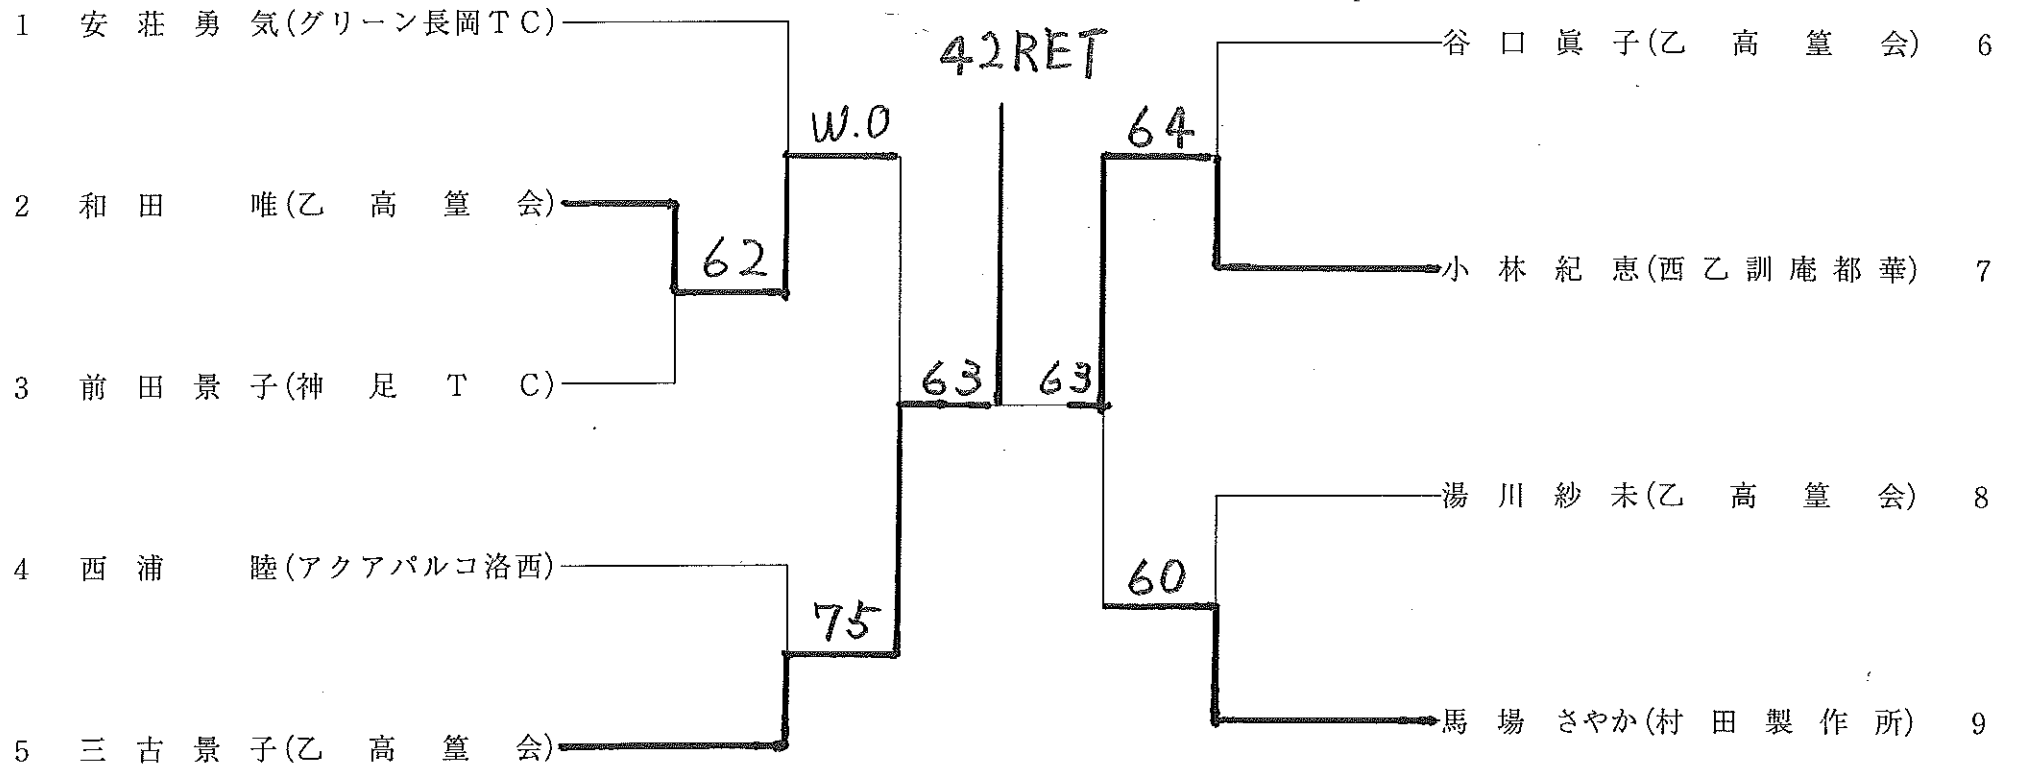 1 安荘勇気(グリーン長岡TC)
2 和田 唯(乙高篁会)
3 前田景子(神足TC)
4 西浦 睦(アクアパルコ洛西)
5 三古景子(乙高篁会)
W.O
62
75
63
42RET
63
64
60
谷口眞子(乙高篁会) 6
小林紀恵(西乙訓庵都華) 7
湯川紗未(乙高篁会) 8
馬場さやか(村田製作所) 9